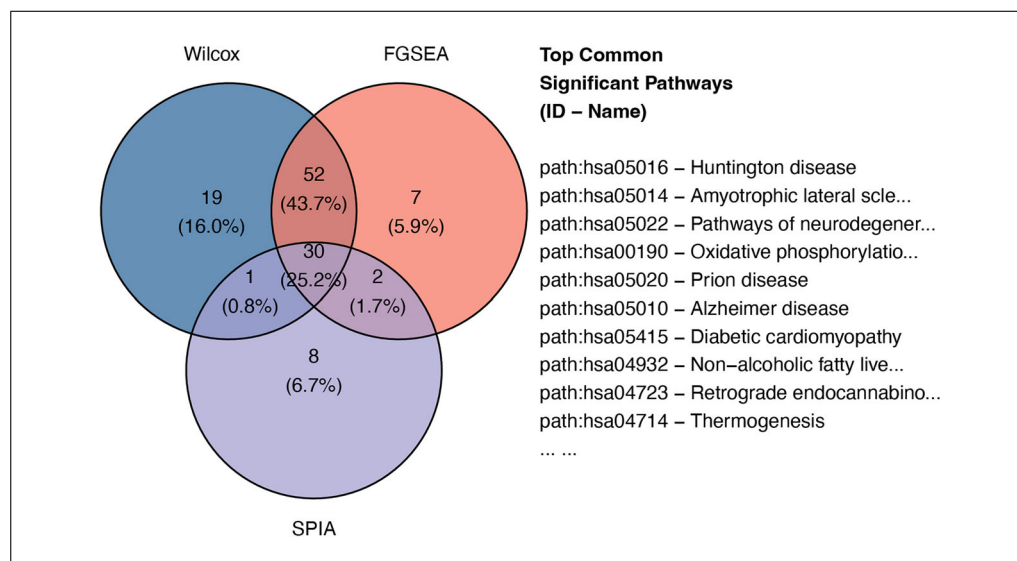 Wilcox
FGSEA
52
(43.7%)
19
(16.0%)
7
(5.9%)
30
(25.2%)
1
(0.8%)
2
(1.7%)
8
(6.7%)
SPIA
Top Common
Significant Pathways
(ID – Name)
path:hsa05016 – Huntington disease
path:hsa05014 – Amyotrophic lateral scle...
path:hsa05022 – Pathways of neurodegener...
path:hsa00190 – Oxidative phosphorylatio...
path:hsa05020 – Prion disease
path:hsa05010 – Alzheimer disease
path:hsa05415 – Diabetic cardiomyopathy
path:hsa04932 – Non–alcoholic fatty live...
path:hsa04723 – Retrograde endocannabino...
path:hsa04714 – Thermogenesis
... ...